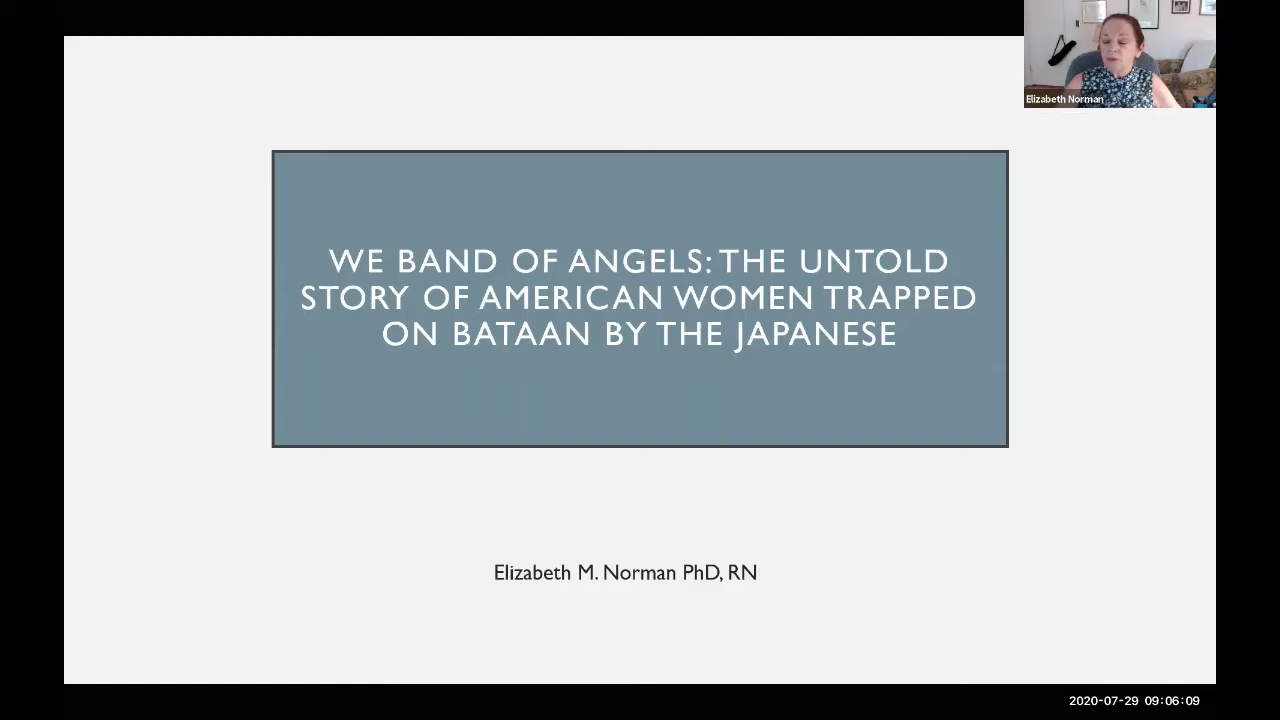 Elizabeth Norman
WE BAND OF ANGELS: THE UNTOLD
STORY OF AMERICAN WOMEN TRAPPED
ON BATAAN BY THE JAPANESE
Elizabeth M. Norman PhD, RN
2020-07-29 09:06:09